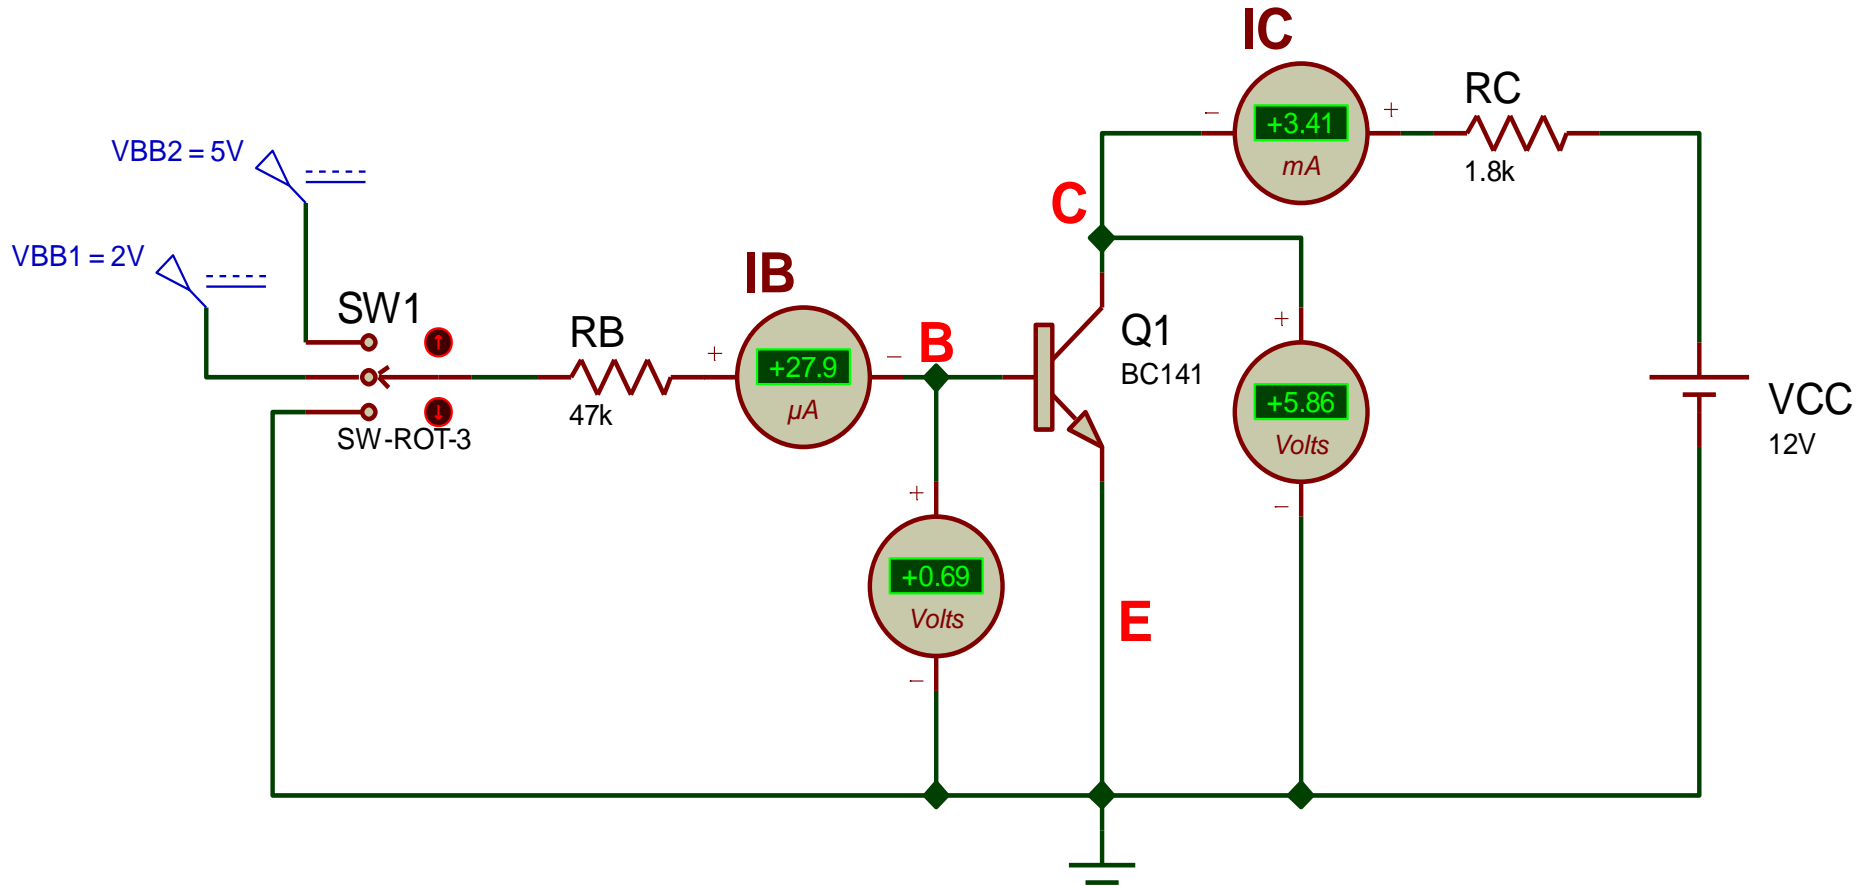 IC
+3.41
mA
−
+
RC
1.8k
VBB2 = 5V
C
VBB1 = 2V
SW1
↑
↓
SW-ROT-3
RB
47k
IB
+
+27.9
µA
−
B
Q1
BC141
+
+5.86
Volts
−
VCC
12V
+
+0.69
Volts
−
E